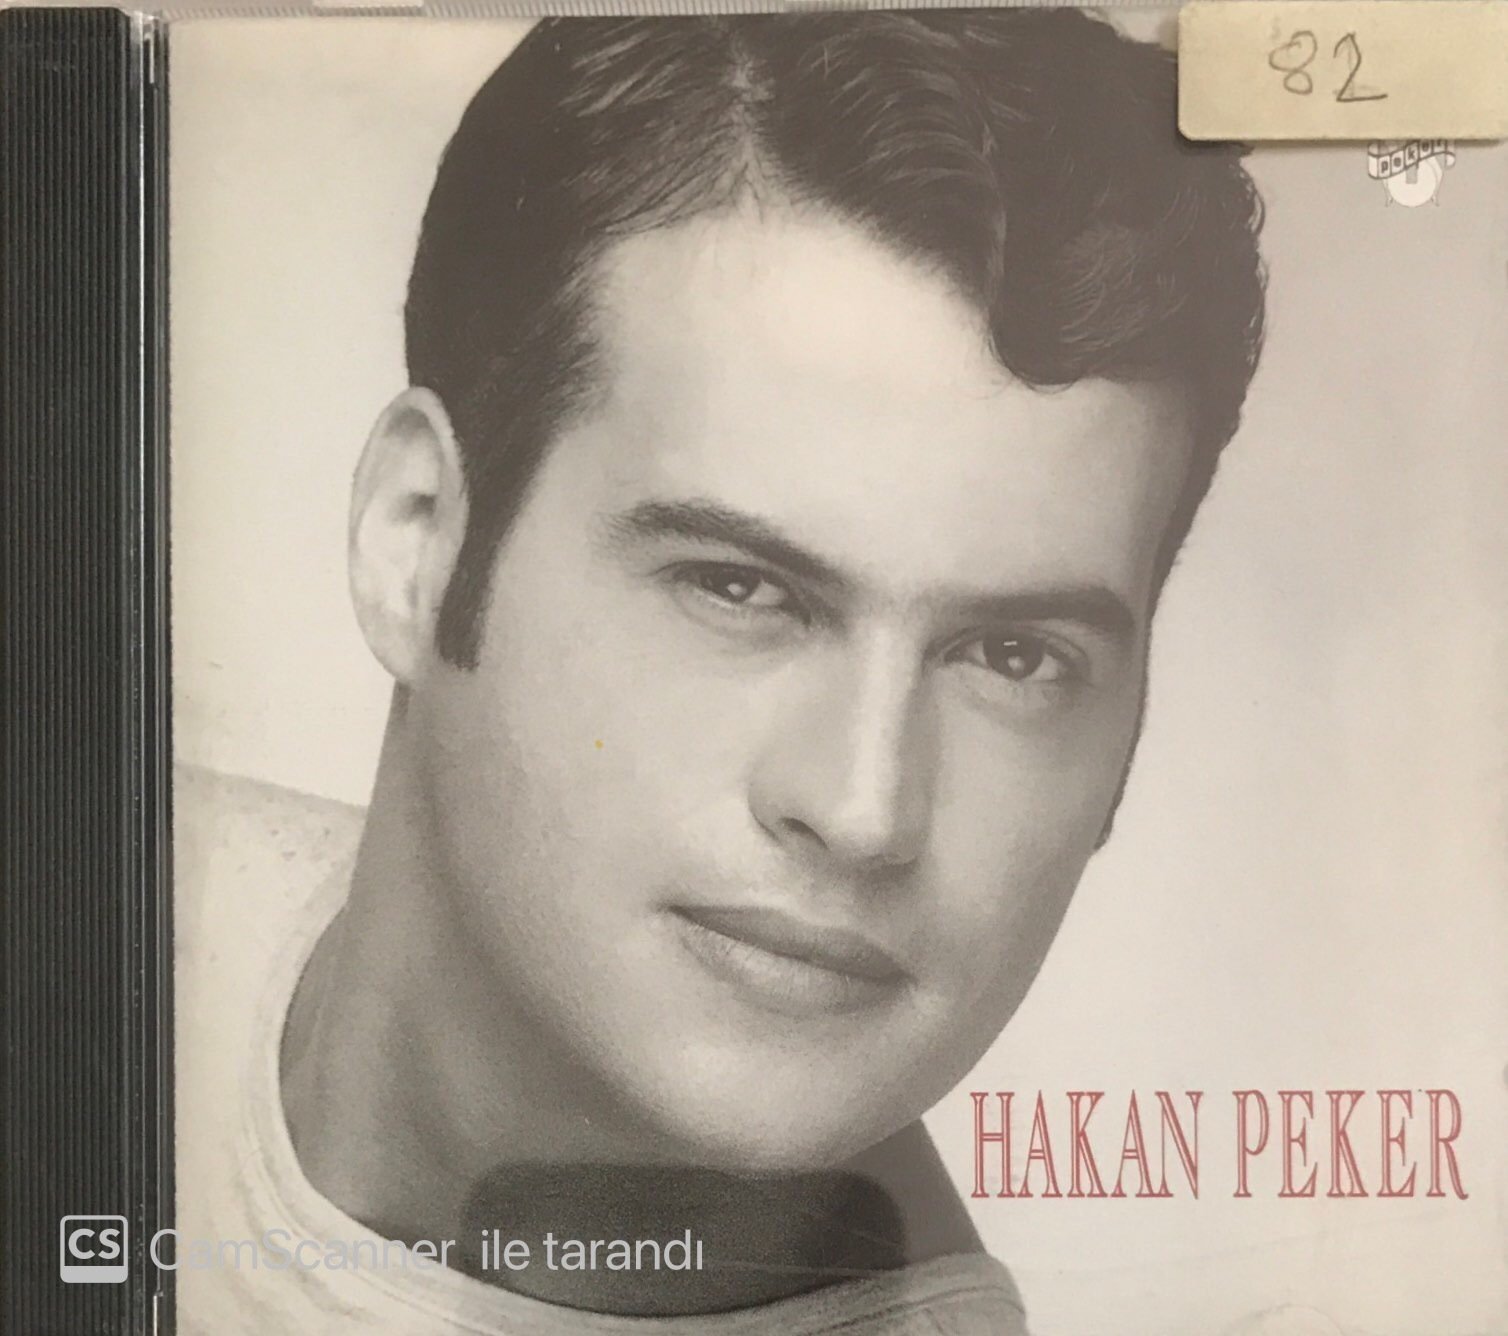 82
HAKAN PEKER
CS CamScanner ile tarandı